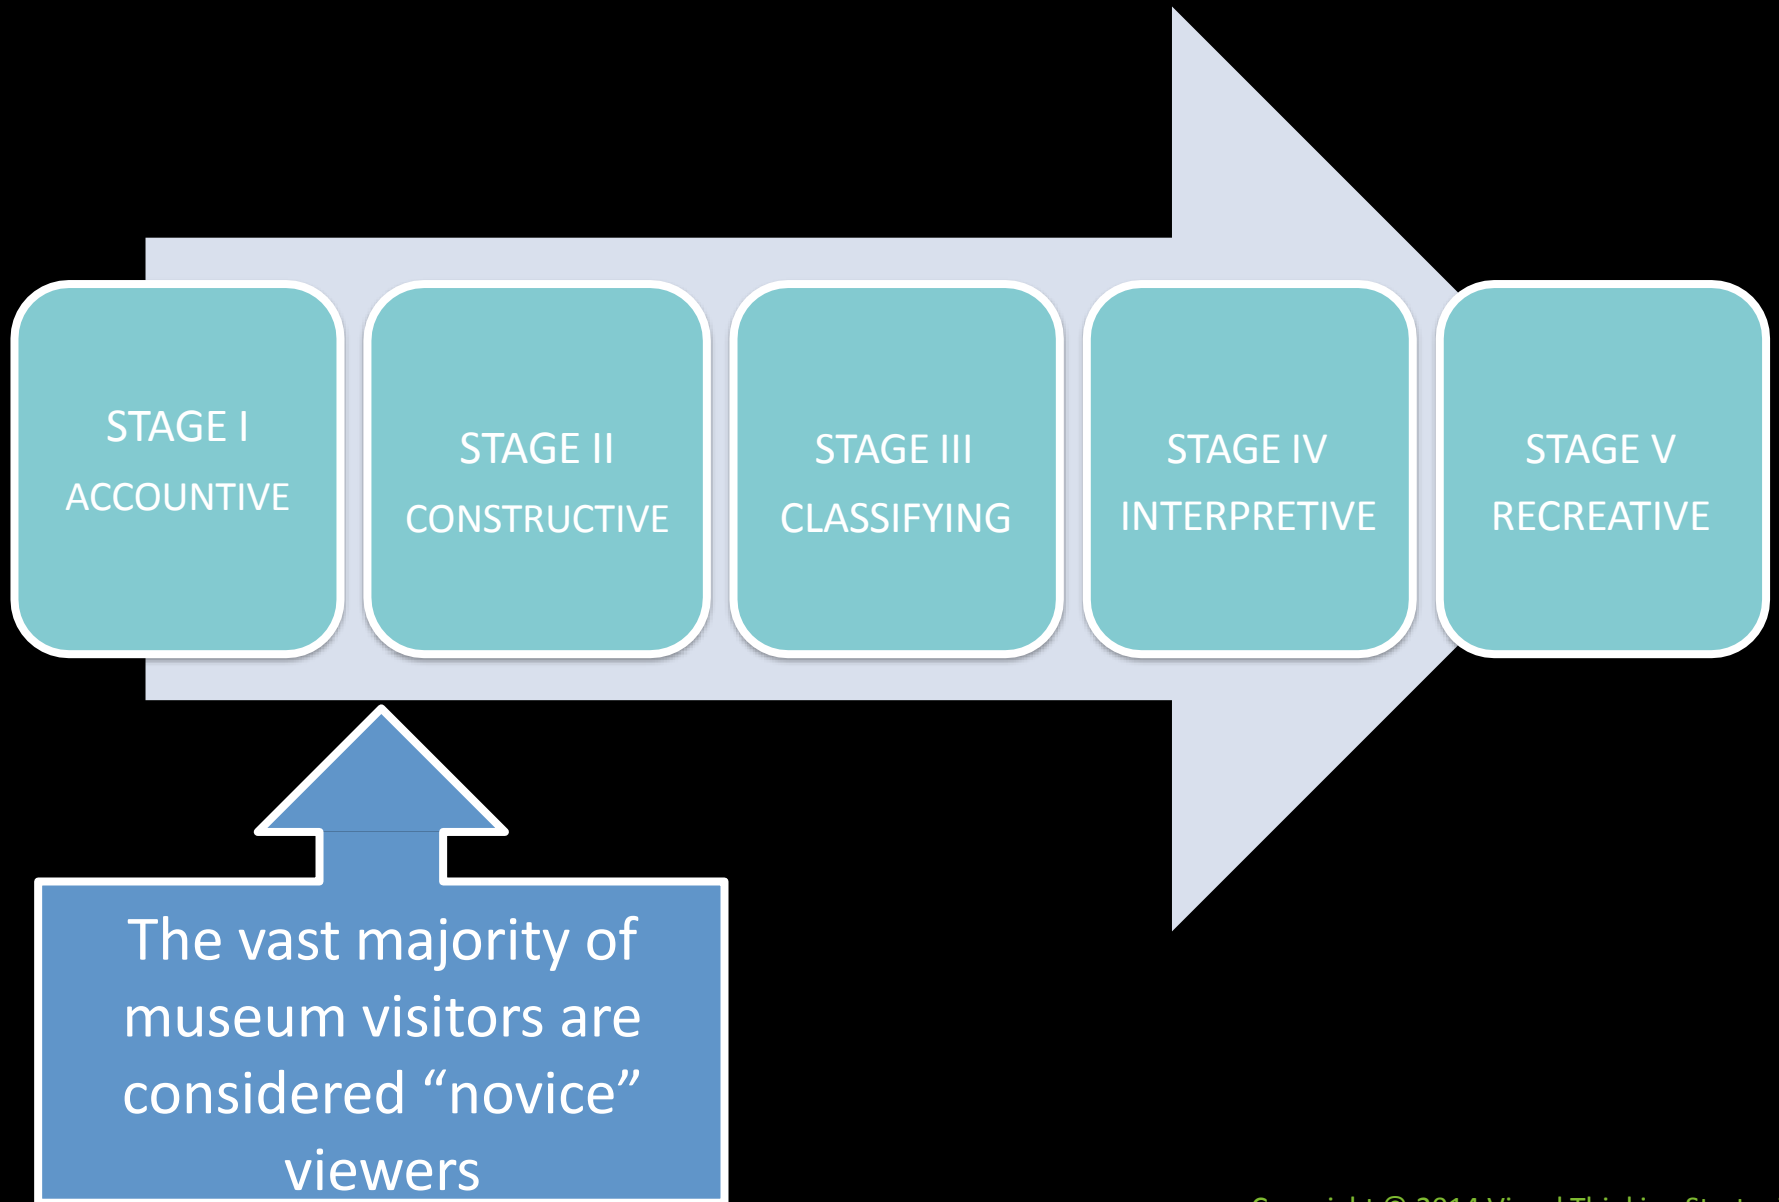 STAGE I
ACCOUNTIVE
STAGE II
CONSTRUCTIVE
STAGE III
CLASSIFYING
STAGE IV
INTERPRETIVE
STAGE V
RECREATIVE
The vast majority of
museum visitors are
considered “novice”
viewers